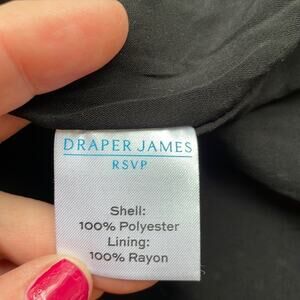 DRAPER JAMES
RSVP
Shell:
100% Polyester
Lining:
100% Rayon